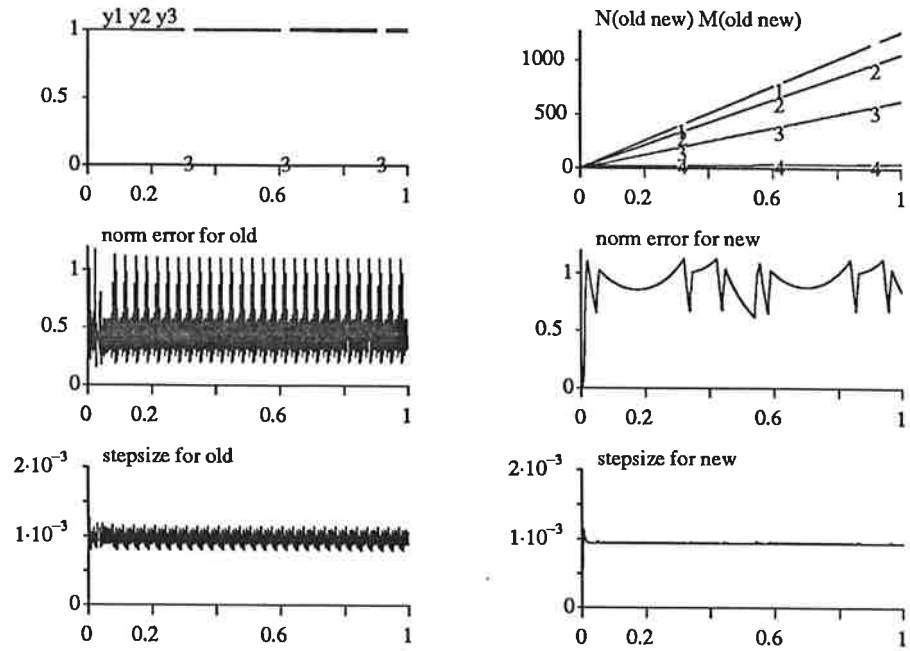 y1 y2 y3
1
0.5
0
3 3 3
0 0.2 0.6 1
N(old new) M(old new)
1000
500
0
1 1
2 2 2
3 3 3
4 4 4
0 0.2 0.6 1
norm error for old
1
0.5
0
0 0.2 0.6 1
norm error for new
1
0.5
0
0 0.2 0.6 1
stepsize for old
2·10⁻³
1·10⁻³
0
0 0.2 0.6 1
stepsize for new
2·10⁻³
1·10⁻³
0
0 0.2 0.6 1